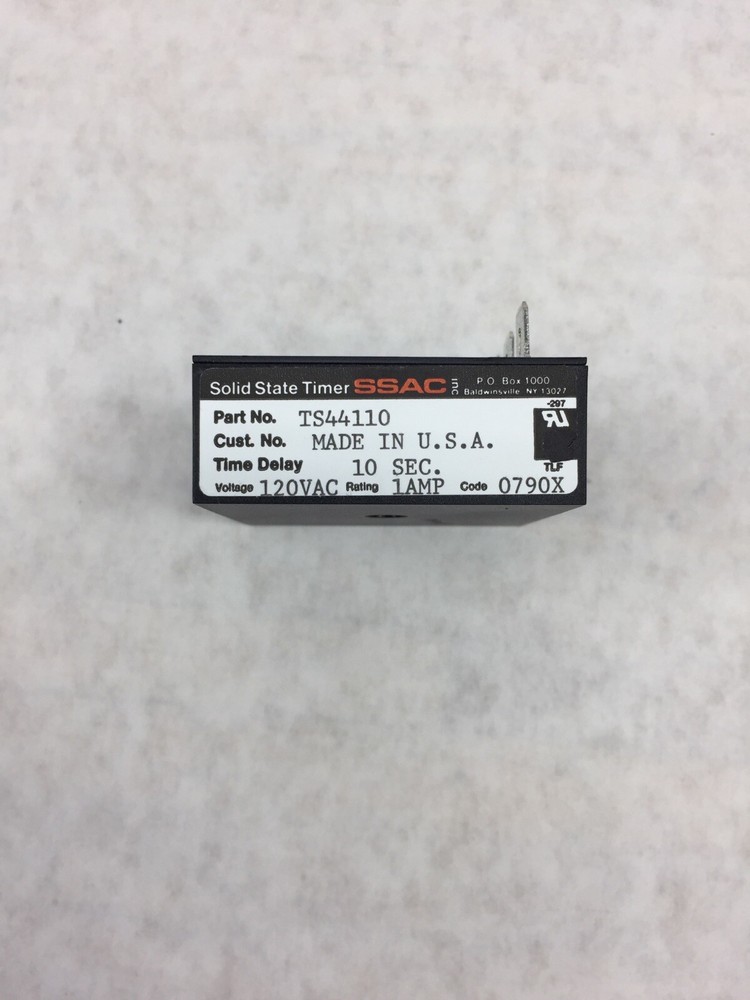 Solid State Timer SSAC INC P.O. Box 1000
Baldwinsville NY 13027
Part No. TS44110
Cust. No. MADE IN U.S.A.
Time Delay 10 SEC.
Voltage 120VAC Rating 1AMP Code 0790X
-297
RU
TLF